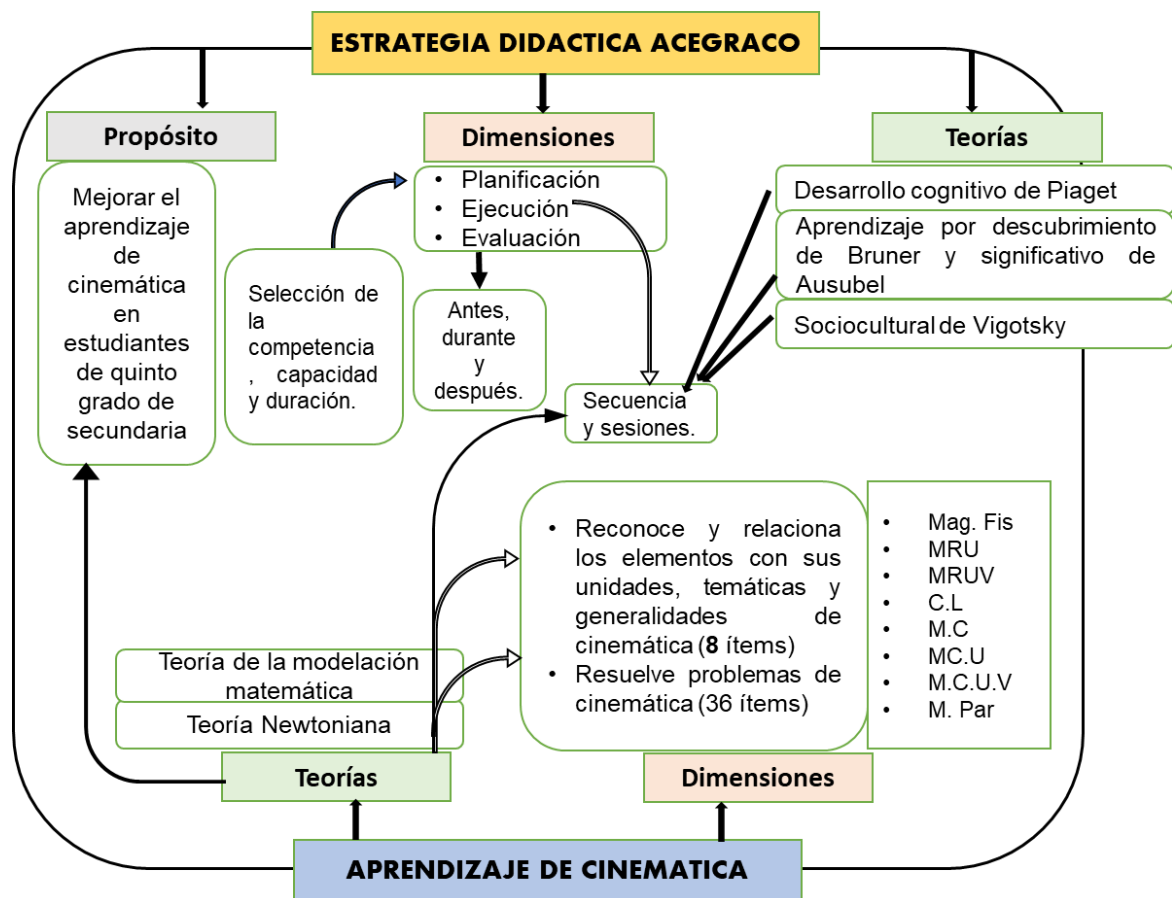 ESTRATEGIA DIDACTICA ACEGRACO
Propósito
Mejorar el
aprendizaje
de
cinemática
en
estudiantes
de quinto
grado de
secundaria
Dimensiones
• Planificación
• Ejecución
• Evaluación
Selección de
la
competencia
, capacidad
y duración.
Antes,
durante
y
después.
Teorías
Desarrollo cognitivo de Piaget
Aprendizaje por descubrimiento
de Bruner y significativo de
Ausubel
Sociocultural de Vigotsky
Secuencia
y sesiones.
• Reconoce y relaciona
los elementos con sus
unidades, temáticas y
generalidades de
cinemática (8 ítems)
• Resuelve problemas de
cinemática (36 ítems)
• Mag. Fis
• MRU
• MRUV
• C.L
• M.C
• MC.U
• M.C.U.V
• M. Par
Teoría de la modelación
matemática
Teoría Newtoniana
Teorías
Dimensiones
APRENDIZAJE DE CINEMATICA